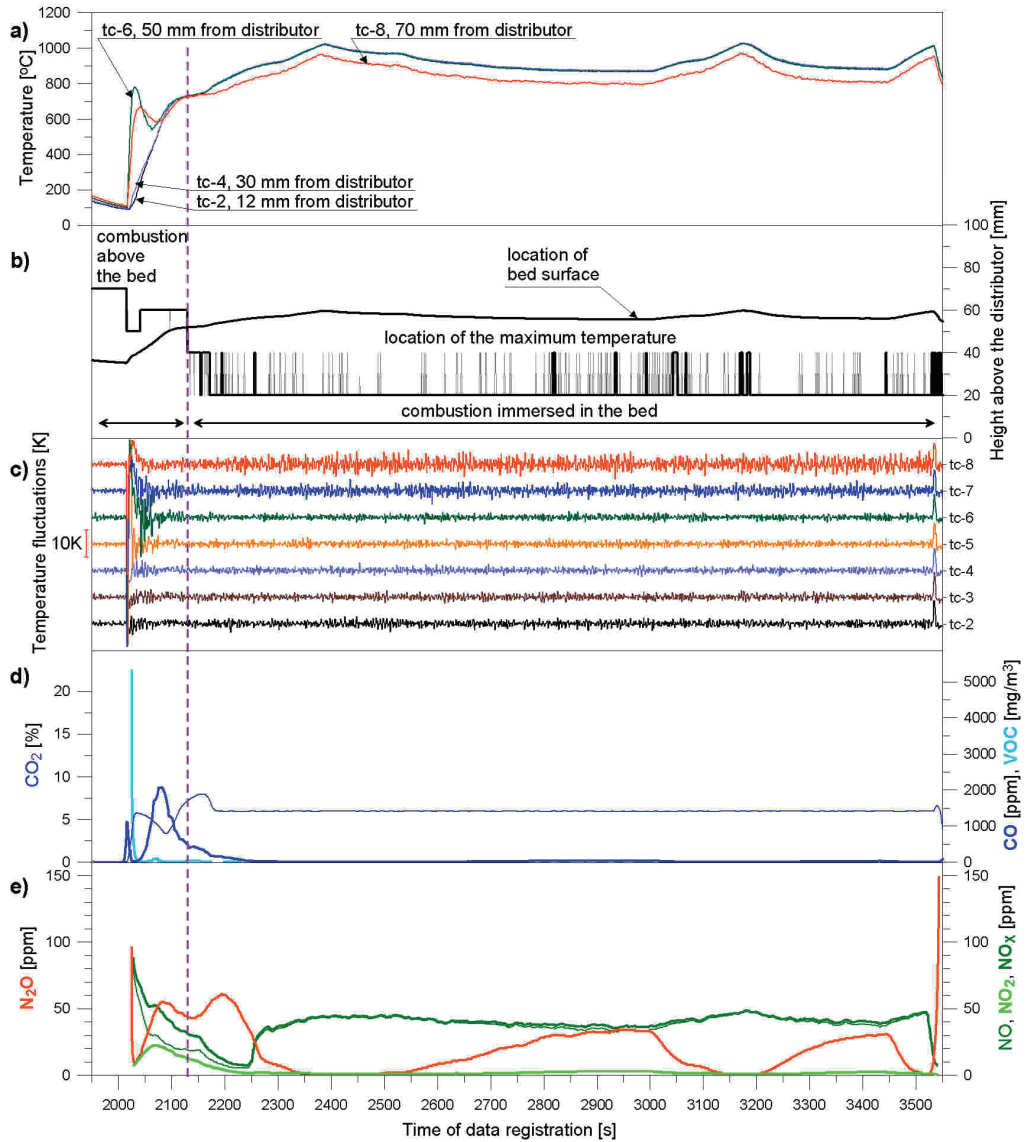 a)
1200
1000
800
600
400
200
0
Temperature [ºC]
tc-6, 50 mm from distributor
tc-8, 70 mm from distributor
tc-4, 30 mm from distributor
tc-2, 12 mm from distributor
b)
combustion
above
the bed
location of
bed surface
location of the maximum temperature
combustion immersed in the bed
100
80
60
40
20
0
Height above the distributor [mm]
c)
Temperature fluctuations [K]
10K
tc-8
tc-7
tc-6
tc-5
tc-4
tc-3
tc-2
d)
20
15
10
5
0
CO₂ [%]
5000
4000
3000
2000
1000
0
CO [ppm], VOC [mg/m³]
e)
150
100
50
0
N₂O [ppm]
150
100
50
0
NO, NO₂, NOx [ppm]
2000 2100 2200 2300 2400 2500 2600 2700 2800 2900 3000 3100 3200 3300 3400 3500
Time of data registration [s]